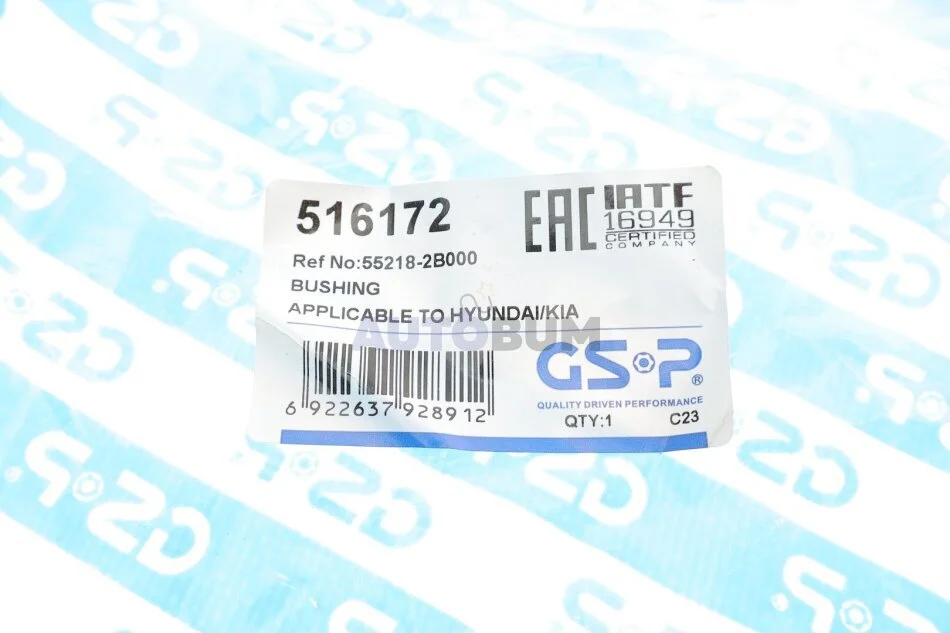 516172
EAC
IATF
16949
CERTIFIED
COMPANY
Ref No:55218-2B000
BUSHING
APPLICABLE TO HYUNDAI/KIA
AUTOBUM
GSP®
QUALITY DRIVEN PERFORMANCE
6 922637 928912
QTY:1
C23